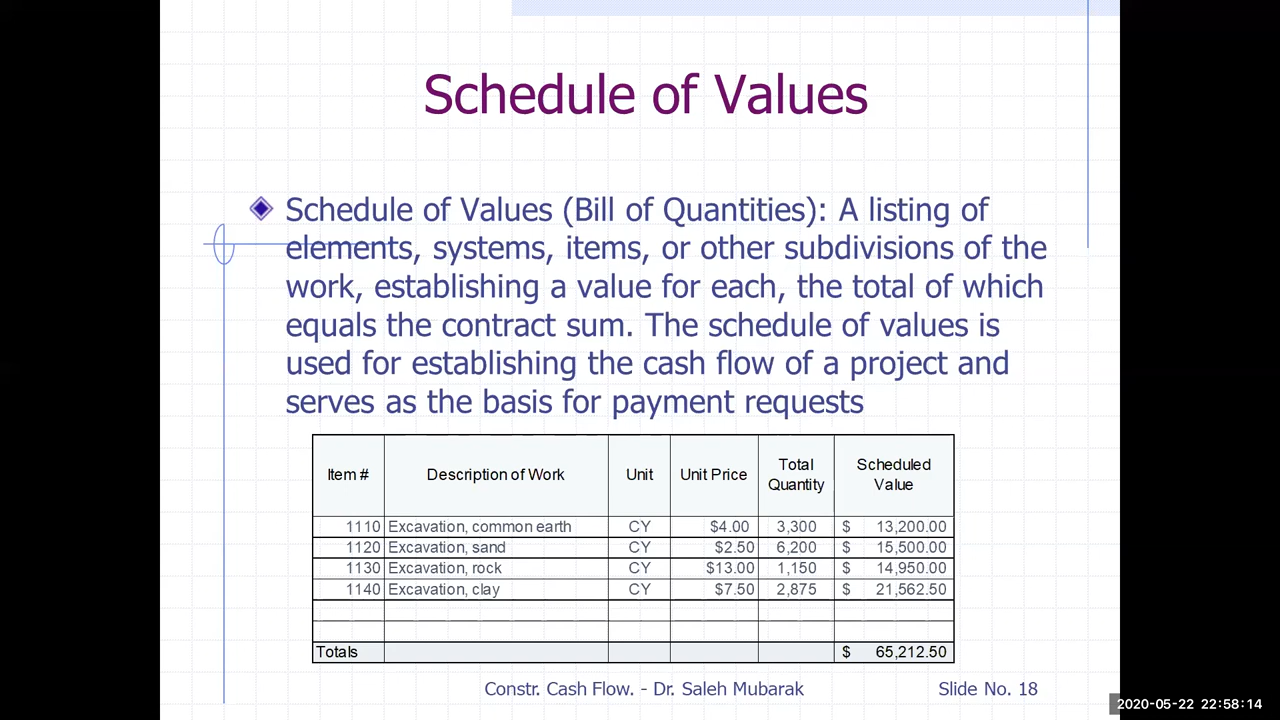 Schedule of Values
Schedule of Values (Bill of Quantities): A listing of
elements, systems, items, or other subdivisions of the
work, establishing a value for each, the total of which
equals the contract sum. The schedule of values is
used for establishing the cash flow of a project and
serves as the basis for payment requests
Item # Description of Work Unit Unit Price Total Quantity Scheduled Value
1110 Excavation, common earth CY $4.00 3,300 $ 13,200.00
1120 Excavation, sand CY $2.50 6,200 $ 15,500.00
1130 Excavation, rock CY $13.00 1,150 $ 14,950.00
1140 Excavation, clay CY $7.50 2,875 $ 21,562.50
Totals $ 65,212.50
Constr. Cash Flow. - Dr. Saleh Mubarak Slide No. 18
2020-05-22 22:58:14